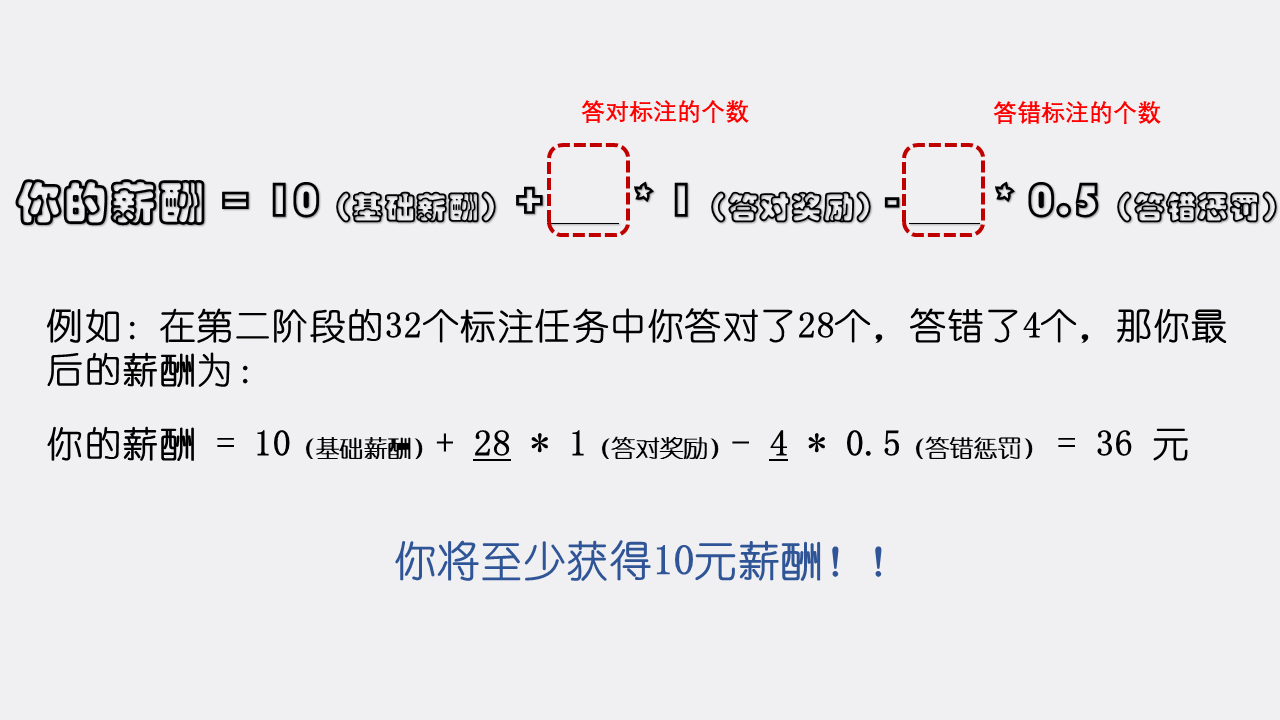 答对标注的个数 答错标注的个数
你的薪酬 = 10（基础薪酬）+____* 1（答对奖励）-____* 0.5（答错惩罚）
例如：在第二阶段的32个标注任务中你答对了28个，答错了4个，那你最
后的薪酬为：
你的薪酬 = 10（基础薪酬）+ 28 * 1（答对奖励）- 4 * 0.5（答错惩罚） = 36 元
你将至少获得10元薪酬！！